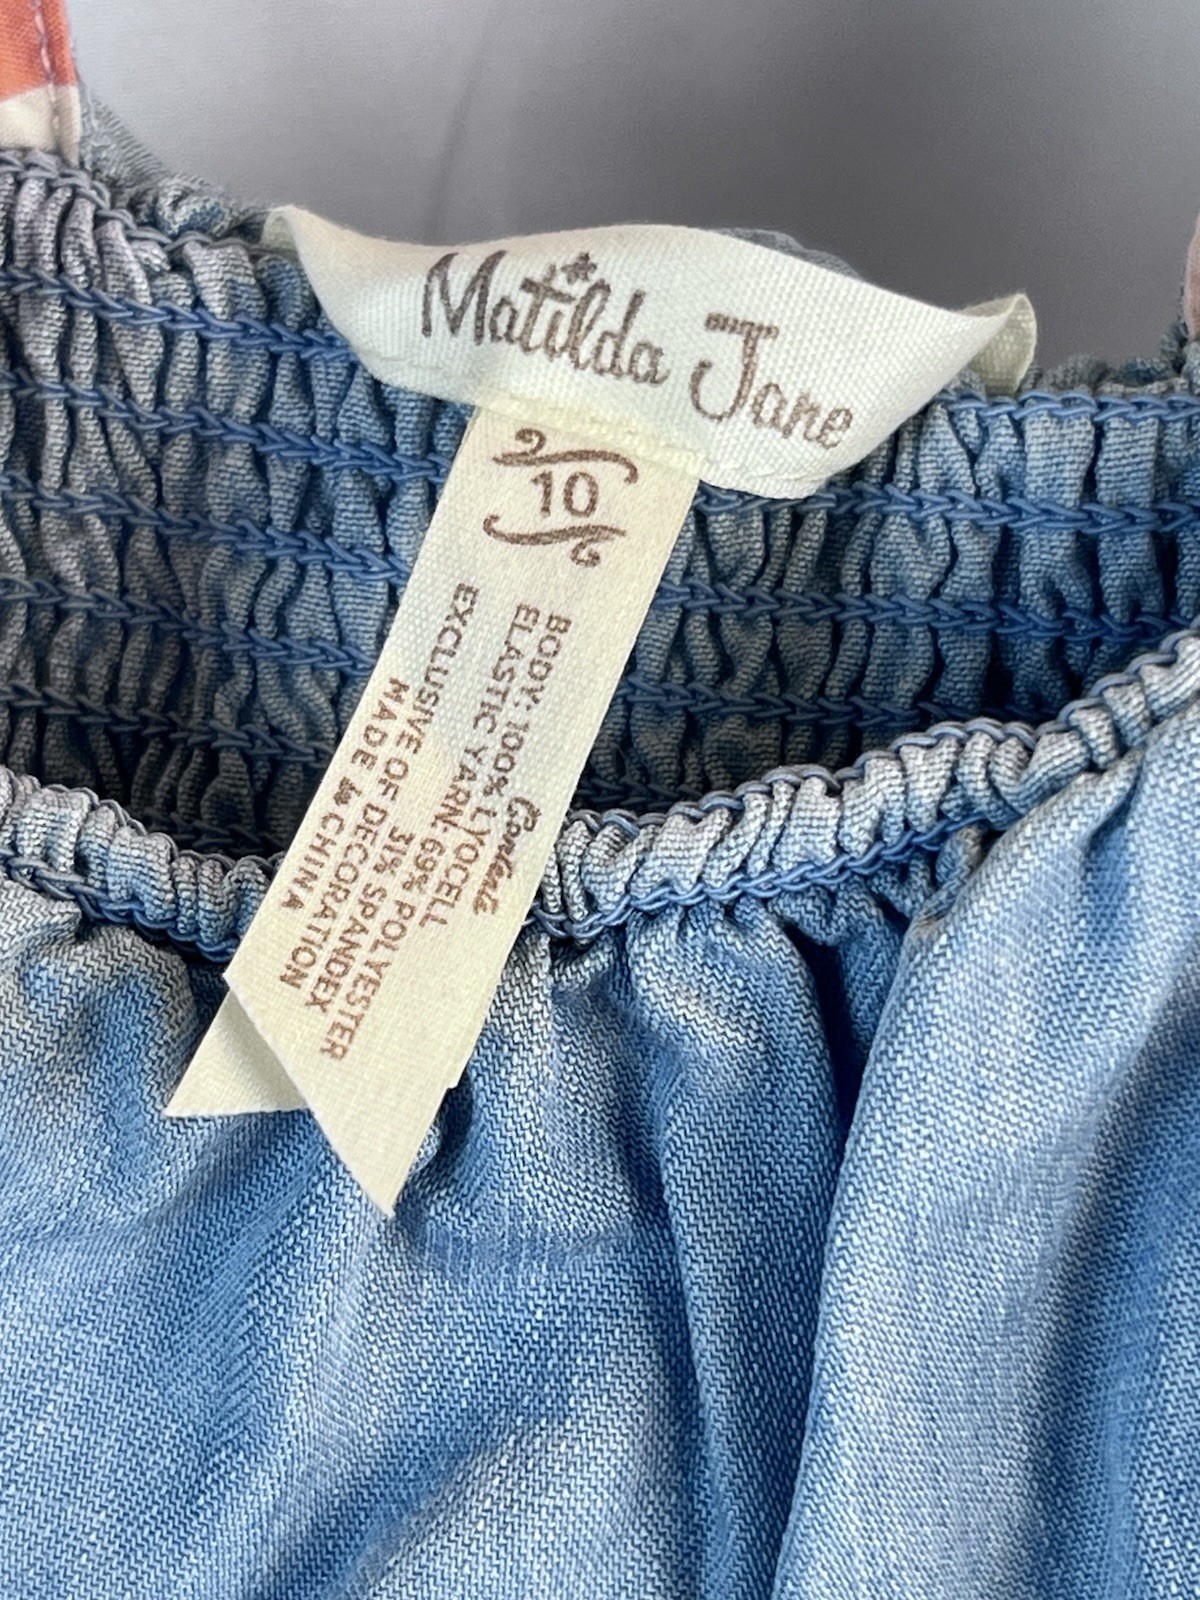 Matilda Jane
10
Contents
BODY: 100% LYOCELL
ELASTIC YARN: 69% POLYESTER
31% SPANDEX
EXCLUSIVE OF DECORATION
MADE in CHINA